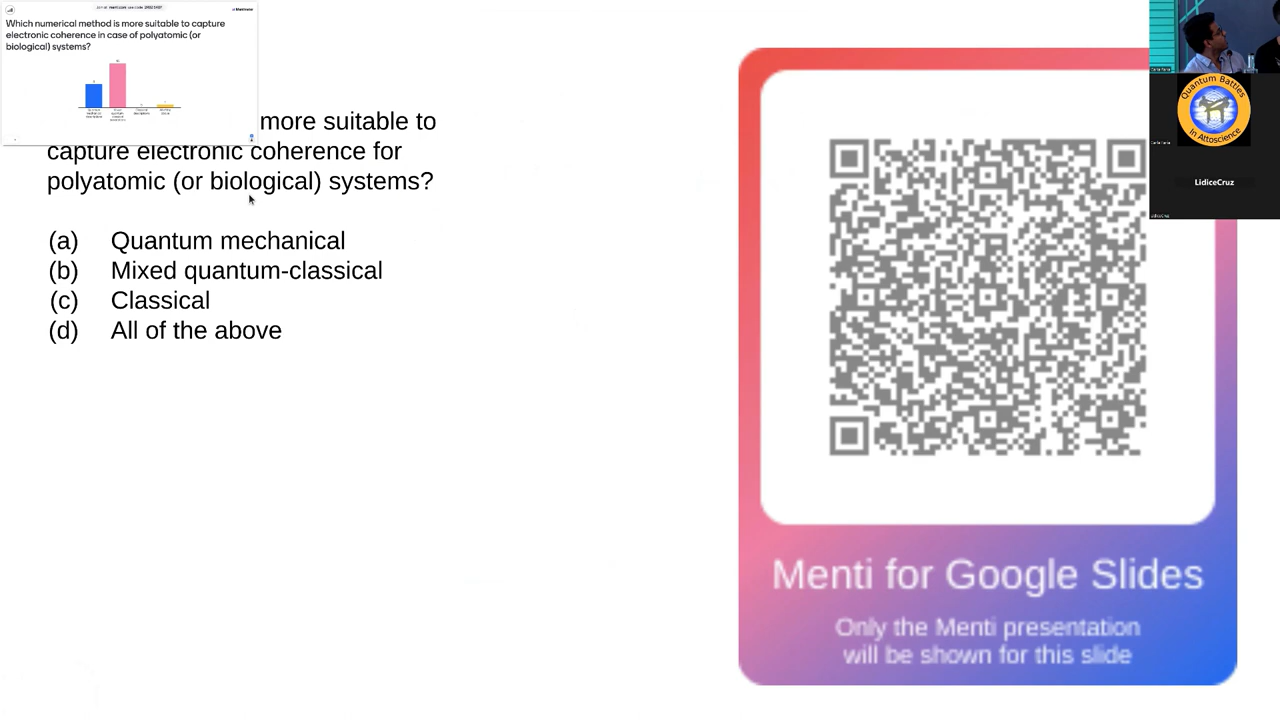 Which numerical method is more suitable to capture
electronic coherence in case of polyatomic (or
biological) systems?
more suitable to
capture electronic coherence for
polyatomic (or biological) systems?
(a) Quantum mechanical
(b) Mixed quantum-classical
(c) Classical
(d) All of the above
Menti for Google Slides
Only the Menti presentation
will be shown for this slide
Quantum Battles
in Attoscience
LidiceCruz